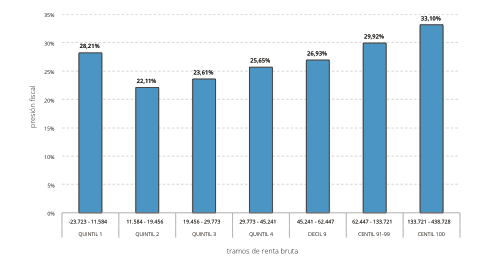 35%
30%
25%
20%
15%
10%
5%
0%
presión fiscal
28,21%
22,11%
23,61%
25,65%
26,93%
29,92%
33,10%
-23.723 - 11.584
11.584 - 19.456
19.456 - 29.773
29.773 - 45.241
45.241 - 62.447
62.447 - 133.721
133.721 - 438.728
QUINTIL 1
QUINTIL 2
QUINTIL 3
QUINTIL 4
DECIL 9
CENTIL 91-99
CENTIL 100
tramos de renta bruta